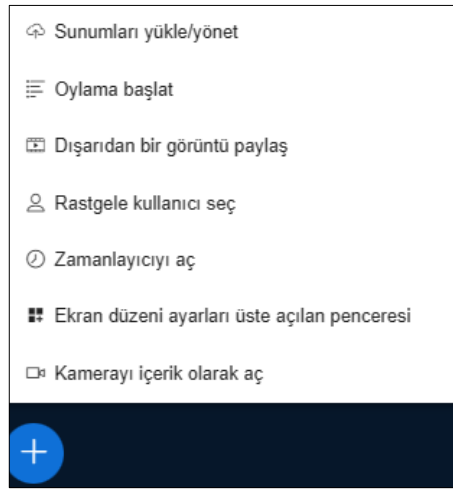 Sunumları yükle/yönet
Oylama başlat
Dışarıdan bir görüntü paylaş
Rastgele kullanıcı seç
Zamanlayıcıyı aç
Ekran düzeni ayarları üste açılan penceresi
Kamerayı içerik olarak aç